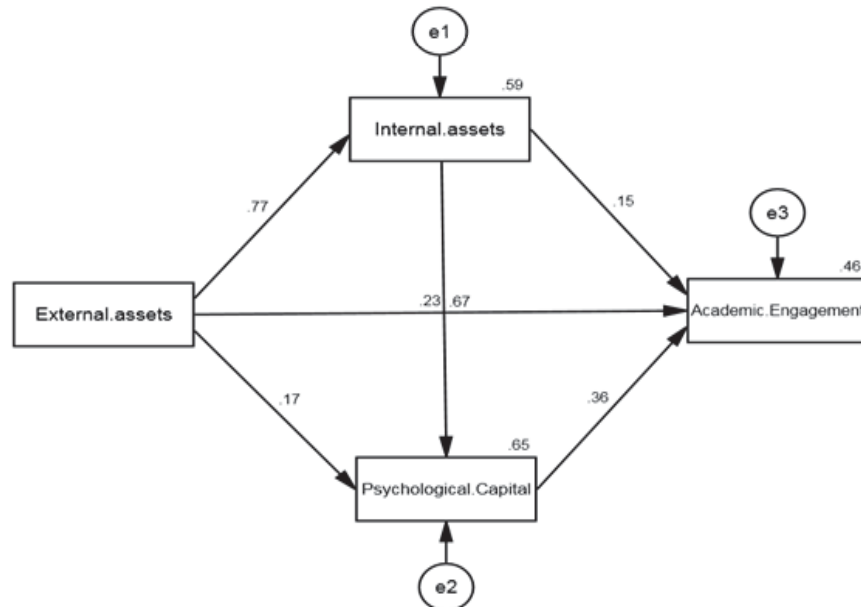 e1
.59
Internal.assets
.77
.15
e3
.46
External.assets
.23 .67
Academic.Engagement
.17
.36
.65
Psychological.Capital
e2